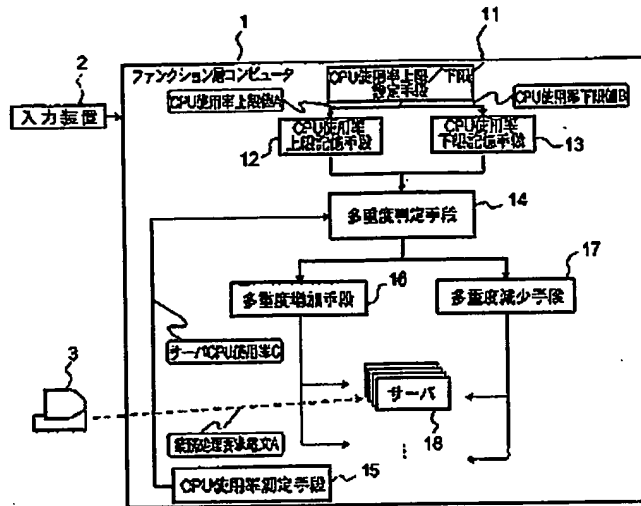 1
11
2
ファンクション層コンピュータ
CPU使用率上限 下限
設定手段
入力装置
CPU使用率上限値A
CPU使用率下限値B
CPU使用率
上限記憶手段
12
CPU使用率
下限記憶手段
13
多重度判定手段
14
17
多重度増加手段
16
多重度減少手段
サーバCPU使用率C
3
サーバ
18
業務処理要求電文A
15
CPU使用率測定手段